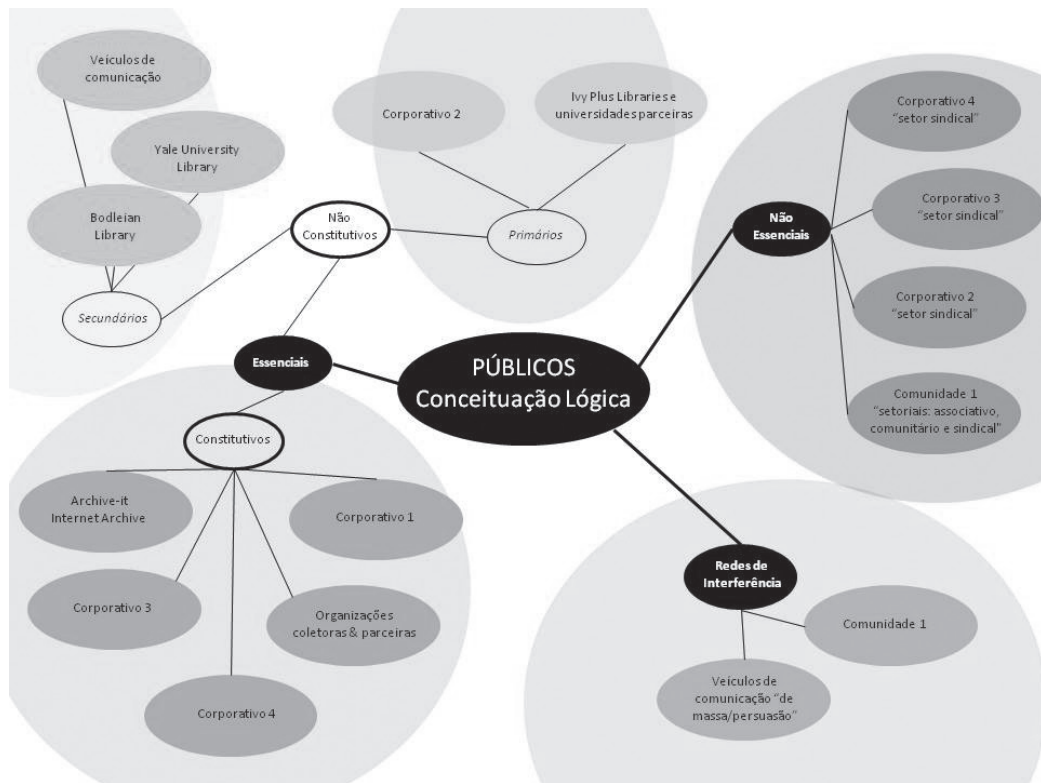 Veículos de
comunicação
Yale University
Library
Bodleian
Library
Secundários
Não
Constitutivos
Corporativo 2
Ivy Plus Libraries e
universidades parceiras
Primários
Essenciais
PÚBLICOS
Conceituação Lógica
Não
Essenciais
Corporativo 4
“setor sindical”
Corporativo 3
“setor sindical”
Corporativo 2
“setor sindical”
Comunidade 1
“setoriais: associativo,
comunitário e sindical”
Constitutivos
Archive-it
Internet Archive
Corporativo 1
Corporativo 3
Organizações
coletoras & parceiras
Corporativo 4
Redes de
Interferência
Comunidade 1
Veículos de
comunicação “de
massa/persuasão”